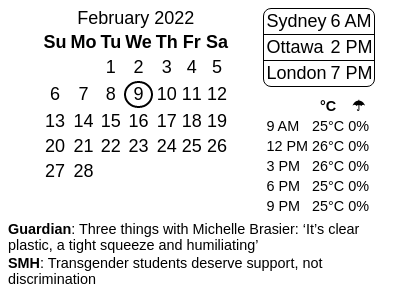 February 2022
Su Mo Tu We Th Fr Sa
1 2 3 4 5
6 7 8 9 10 11 12
13 14 15 16 17 18 19
20 21 22 23 24 25 26
27 28
Sydney 6 AM
Ottawa 2 PM
London 7 PM
°C ☂
9 AM 25°C 0%
12 PM 26°C 0%
3 PM 26°C 0%
6 PM 25°C 0%
9 PM 25°C 0%
Guardian: Three things with Michelle Brasier: ‘It’s clear
plastic, a tight squeeze and humiliating’
SMH: Transgender students deserve support, not
discrimination